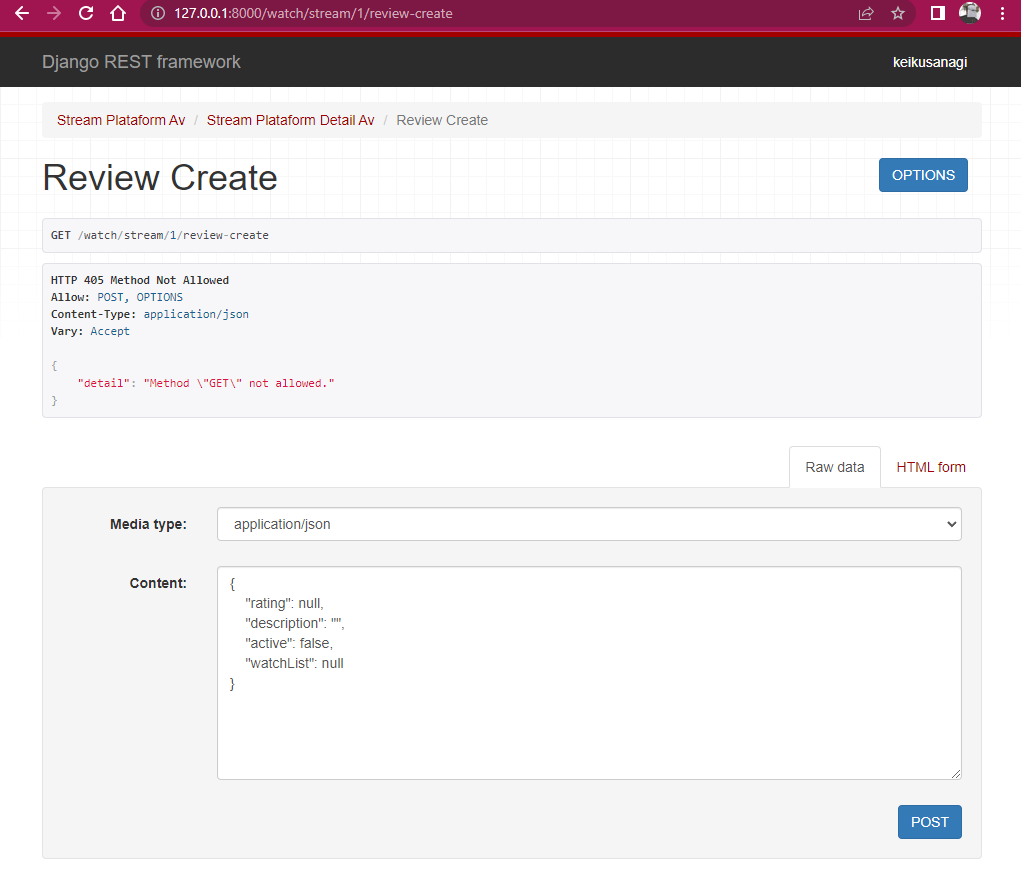 127.0.0.1:8000/watch/stream/1/review-create
Django REST framework
keikusanagi
Stream Plataform Av / Stream Plataform Detail Av / Review Create
Review Create
OPTIONS
GET /watch/stream/1/review-create
HTTP 405 Method Not Allowed
Allow: POST, OPTIONS
Content-Type: application/json
Vary: Accept
{
    "detail": "Method \"GET\" not allowed."
}
Raw data
HTML form
Media type:
application/json
Content:
{
    "rating": null,
    "description": "",
    "active": false,
    "watchList": null
}
POST